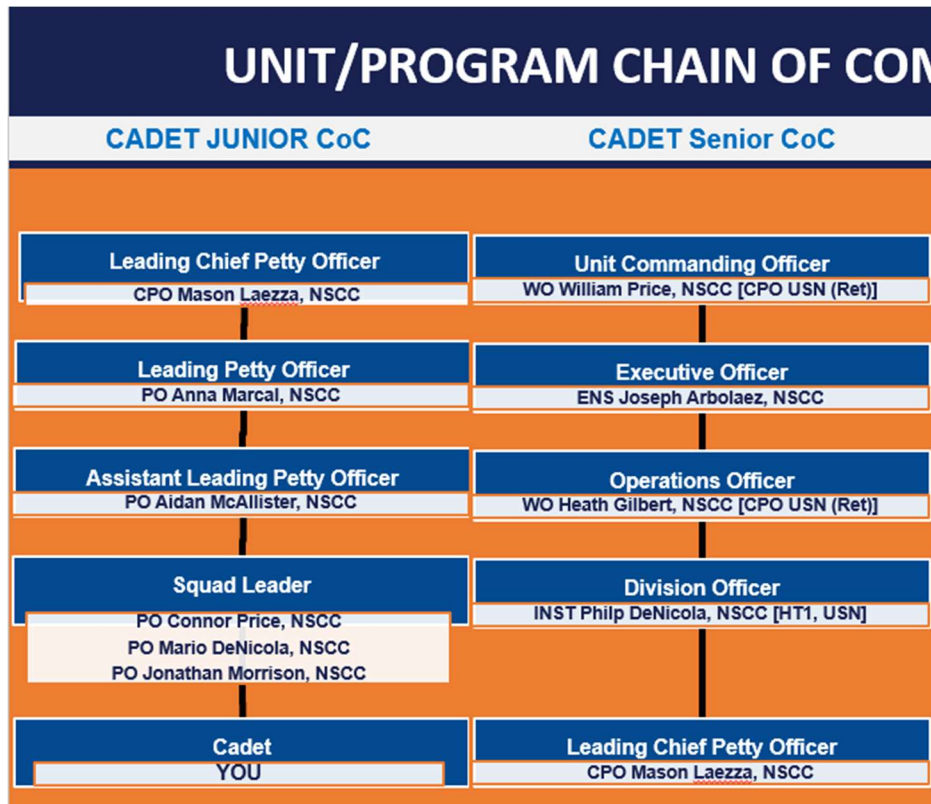 UNIT/PROGRAM CHAIN OF COM
CADET JUNIOR CoC
Leading Chief Petty Officer
CPO Mason Laezza, NSCC
Leading Petty Officer
PO Anna Marcal, NSCC
Assistant Leading Petty Officer
PO Aidan McAllister, NSCC
Squad Leader
PO Connor Price, NSCC
PO Mario DeNicola, NSCC
PO Jonathan Morrison, NSCC
Cadet
YOU
CADET Senior CoC
Unit Commanding Officer
WO William Price, NSCC [CPO USN (Ret)]
Executive Officer
ENS Joseph Arbolaez, NSCC
Operations Officer
WO Heath Gilbert, NSCC [CPO USN (Ret)]
Division Officer
INST Philp DeNicola, NSCC [HT1, USN]
Leading Chief Petty Officer
CPO Mason Laezza, NSCC